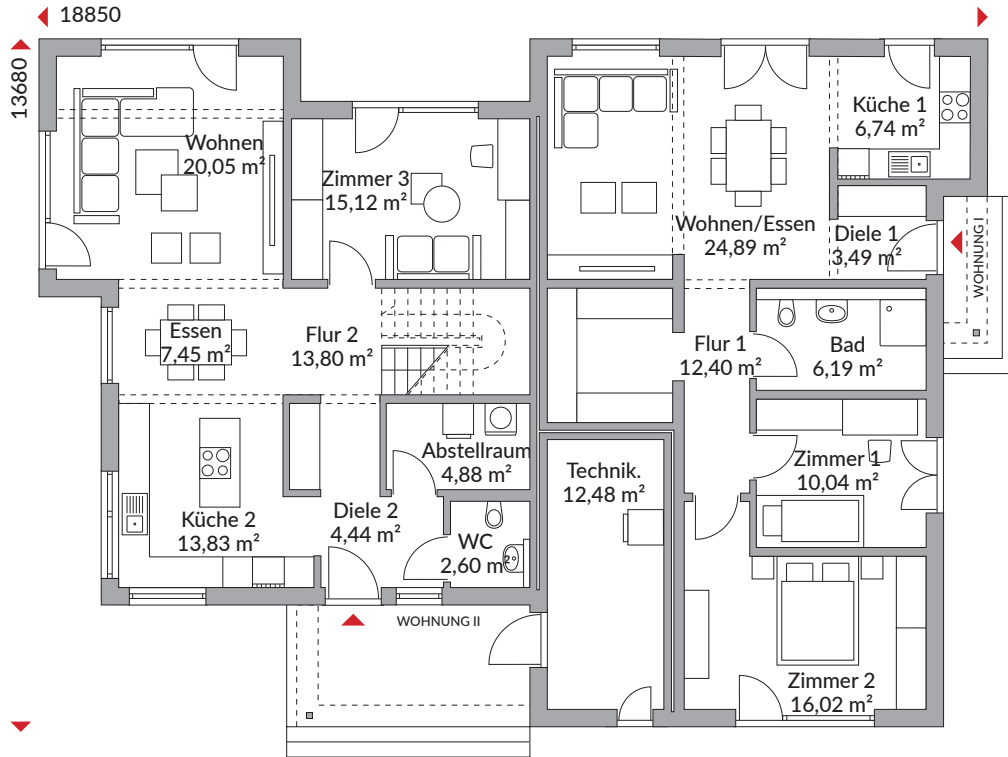 18850
13680
Wohnen
20,05 m²
Zimmer 3
15,12 m²
Küche 1
6,74 m²
Wohnen/Essen
24,89 m²
Diele 1
3,49 m²
WOHNUNG I
Essen
7,45 m²
Flur 2
13,80 m²
Flur 1
12,40 m²
Bad
6,19 m²
Abstellraum
4,88 m²
Technik.
12,48 m²
Zimmer 1
10,04 m²
Küche 2
13,83 m²
Diele 2
4,44 m²
WC
2,60 m²
WOHNUNG II
Zimmer 2
16,02 m²